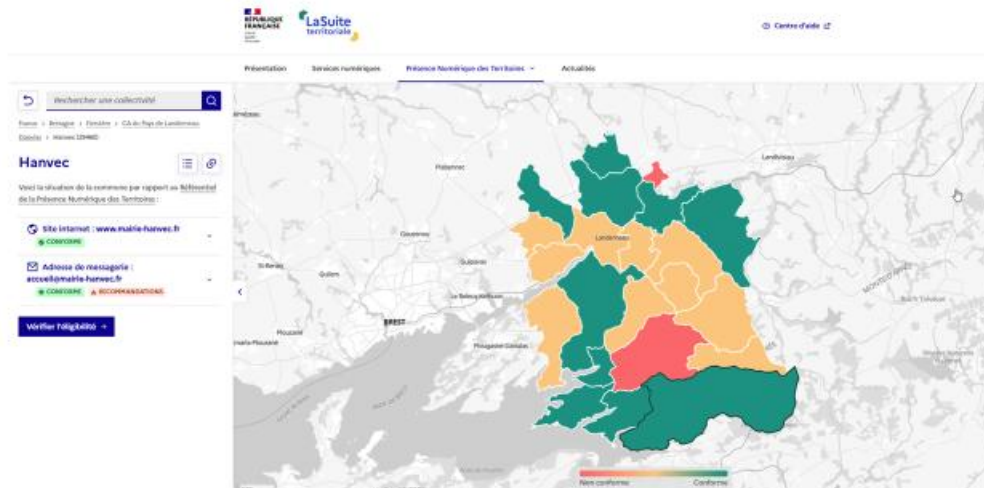 RÉPUBLIQUE
FRANÇAISE
LaSuite
territoriale
Centre d'aide
Présentation
Services numériques
Présence Numérique des Territoires
Actualités
Rechercher une collectivité
France > Bretagne > Finistère > CA du Pays de Landerneau
Hanvec
Voici la situation de la commune par rapport au Référentiel
de la Présence Numérique des Territoires :
Site internet : www.mairie-hanvec.fr
CONFORME
Adresse de messagerie :
accueil@mairie-hanvec.fr
CONFORME
RECOMMANDATIONS
Vérifier l'éligibilité →
Landivisiau
Plabennec
Landerneau
Gouesnou
St-Renan
Guilers
Guipavas
Le Relecq-Kerhuon
BREST
Plouzané
Plougastel-Daoulas
Non conforme
Conforme